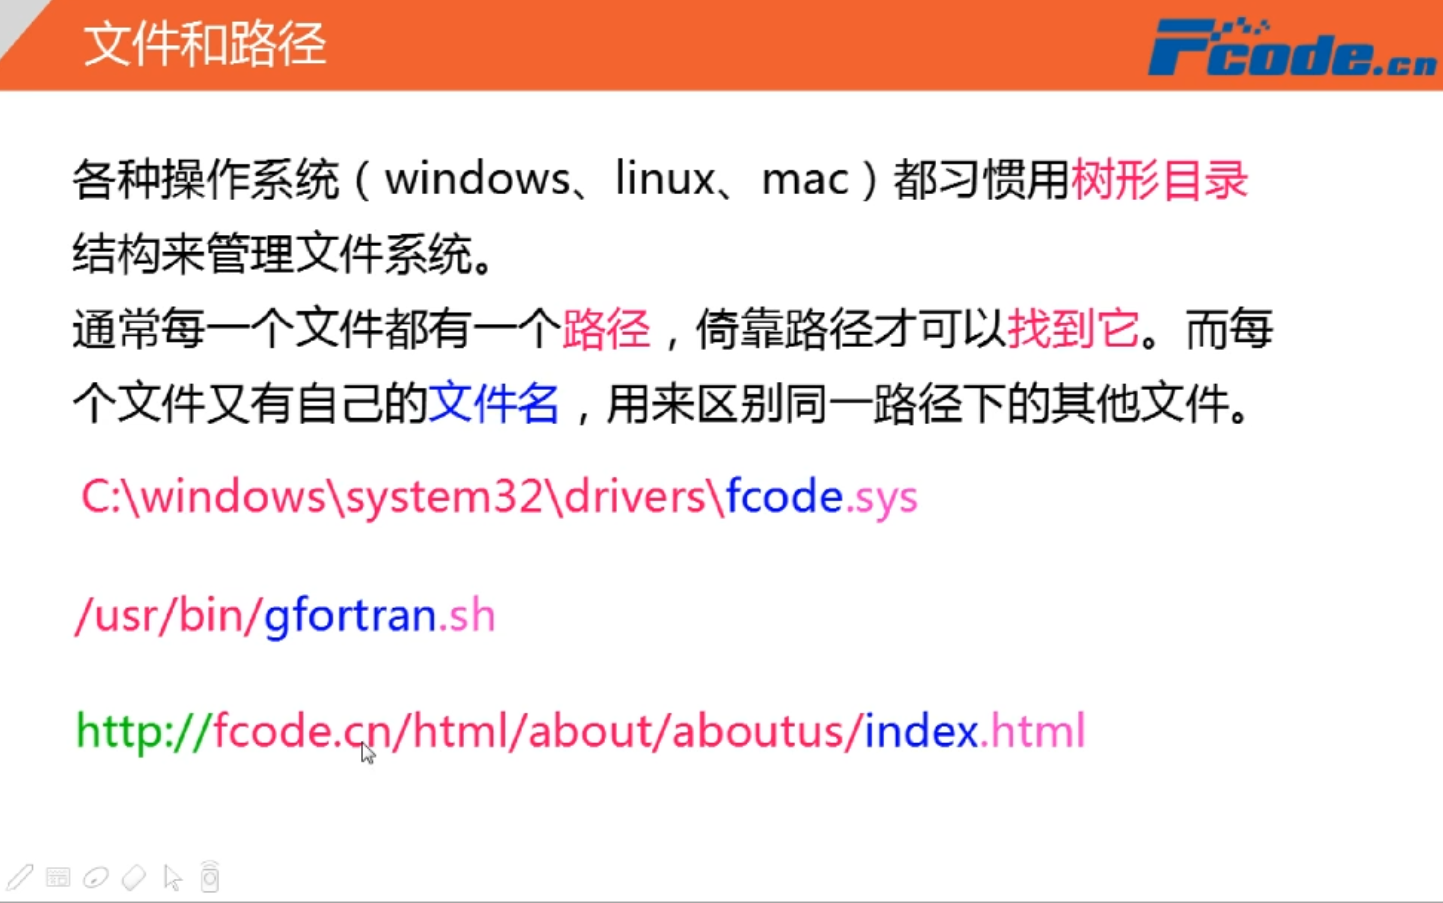 文件和路径
Fcode.cn
各种操作系统（windows、linux、mac）都习惯用树形目录
结构来管理文件系统。
通常每一个文件都有一个路径，倚靠路径才可以找到它。而每
个文件又有自己的文件名，用来区别同一路径下的其他文件。
C:\windows\system32\drivers\fcode.sys
/usr/bin/gfortran.sh
http://fcode.cn/html/about/aboutus/index.html